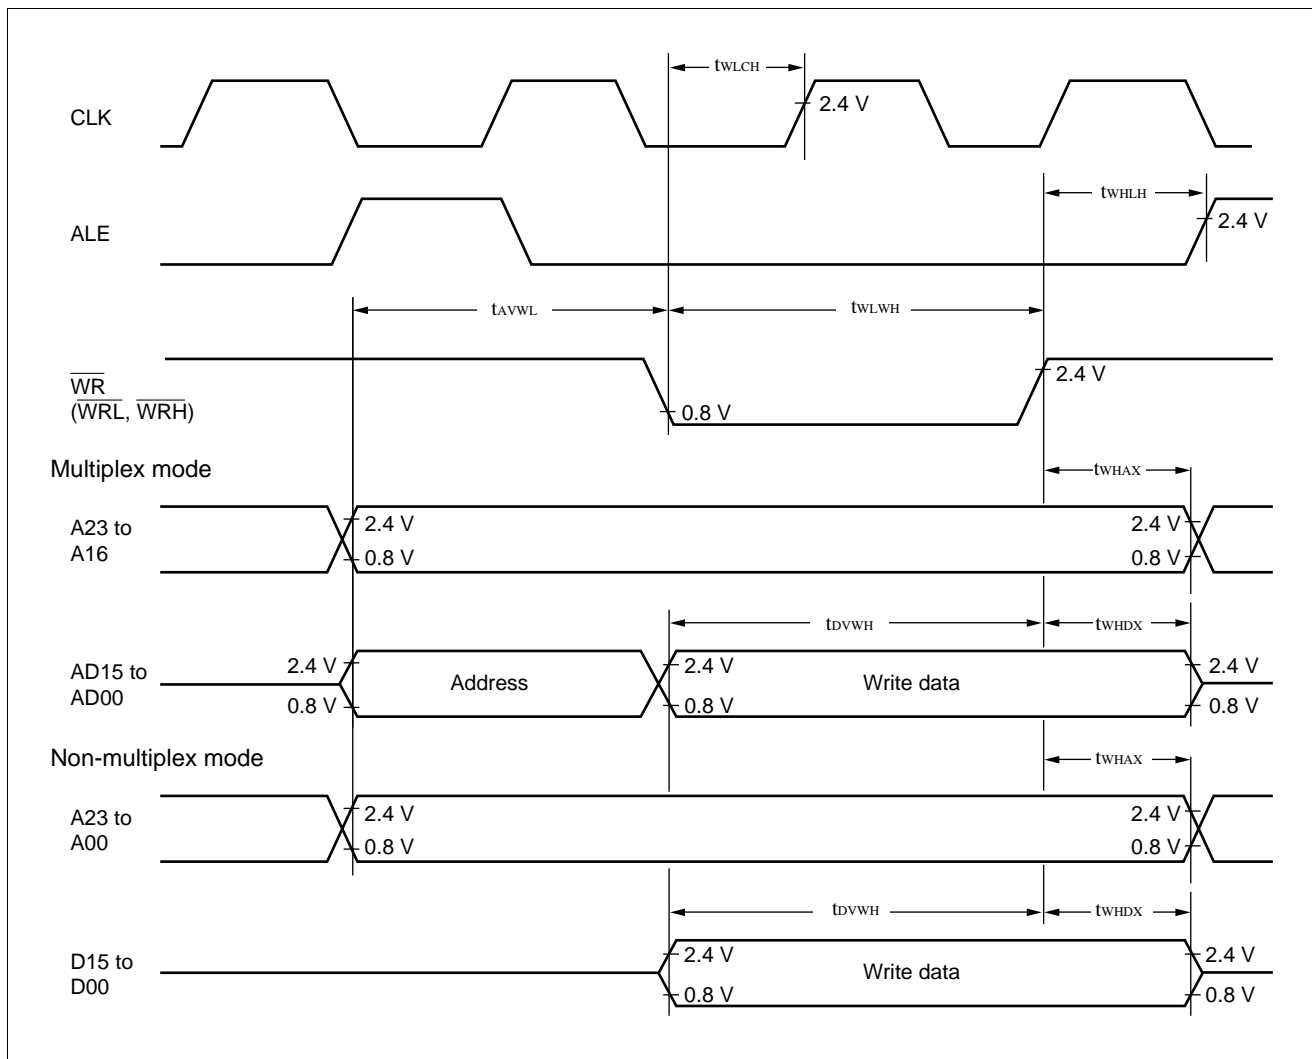 tWLCH
CLK
2.4 V
tWHLH
ALE
2.4 V
tAVWL
tWLWH
WR
(WRL, WRH)
2.4 V
0.8 V
Multiplex mode
tWHAX
A23 to
A16
2.4 V
0.8 V
2.4 V
0.8 V
tDVWH
tWHDX
AD15 to
AD00
2.4 V
0.8 V
Address
2.4 V
0.8 V
Write data
2.4 V
0.8 V
Non-multiplex mode
tWHAX
A23 to
A00
2.4 V
0.8 V
2.4 V
0.8 V
tDVWH
tWHDX
D15 to
D00
2.4 V
0.8 V
Write data
2.4 V
0.8 V